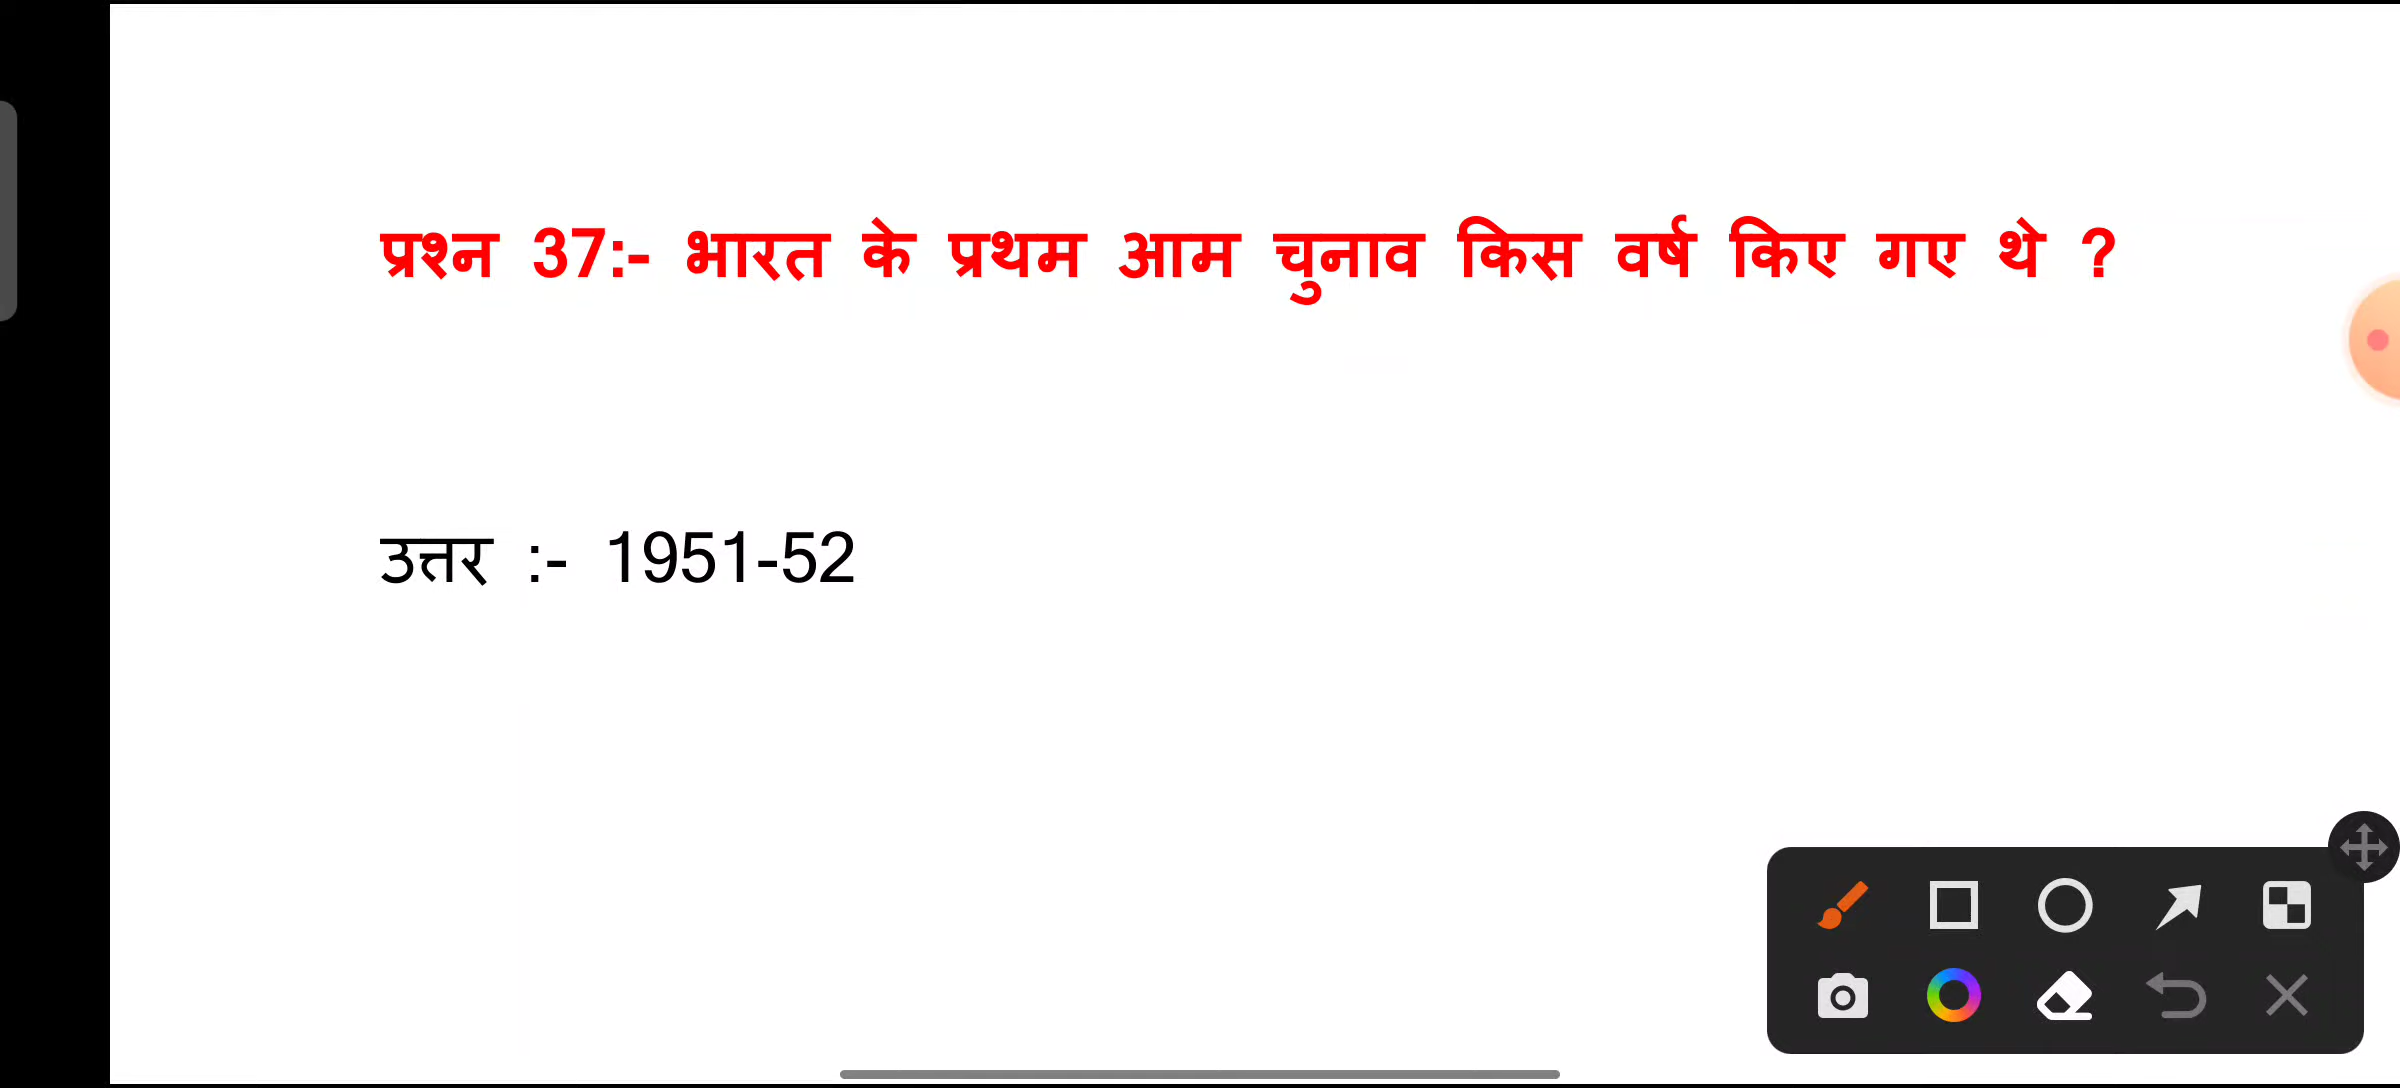 प्रश्न 37:- भारत के प्रथम आम चुनाव किस वर्ष किए गए थे ?
उत्तर :- 1951-52